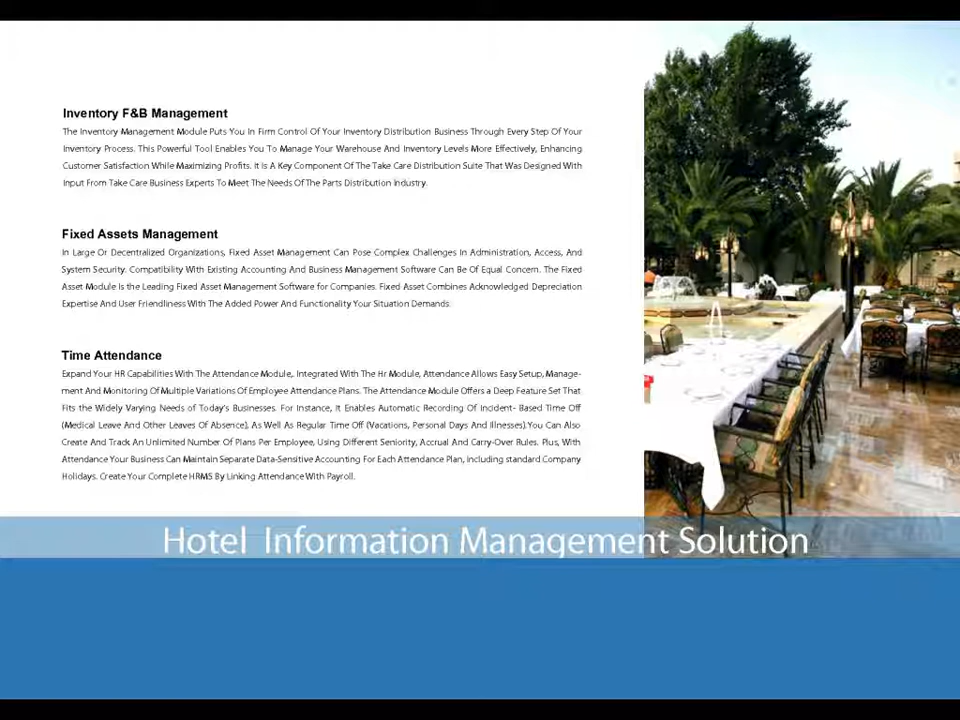 Inventory F&B Management
The Inventory Management Module Puts You In Firm Control Of Your Inventory Distribution Business Through Every Step Of Your
Inventory Process. This Powerful Tool Enables You To Manage Your Warehouse And Inventory Levels More Effectively, Enhancing
Customer Satisfaction While Maximizing Profits. It Is A Key Component Of The Take Care Distribution Suite That Was Designed With
Input From Take Care Business Experts To Meet The Needs Of The Parts Distribution Industry.
Fixed Assets Management
In Large Or Decentralized Organizations, Fixed Asset Management Can Pose Complex Challenges In Administration, Access, And
System Security. Compatibility With Existing Accounting And Business Management Software Can Be Of Equal Concern. The Fixed
Asset Module Is the Leading Fixed Asset Management Software for Companies. Fixed Asset Combines Acknowledged Depreciation
Expertise And User Friendliness With The Added Power And Functionality Your Situation Demands.
Time Attendance
Expand Your HR Capabilities With The Attendance Module,. Integrated With The Hr Module, Attendance Allows Easy Setup, Manage-
ment And Monitoring Of Multiple Variations Of Employee Attendance Plans. The Attendance Module Offers a Deep Feature Set That
Fits the Widely Varying Needs of Today's Businesses. For Instance, It Enables Automatic Recording Of Incident- Based Time Off
(Medical Leave And Other Leaves Of Absence), As Well As Regular Time Off (Vacations, Personal Days And Illnesses).You Can Also
Create And Track An Unlimited Number Of Plans Per Employee, Using Different Seniority, Accrual And Carry-Over Rules. Plus, With
Attendance Your Business Can Maintain Separate Data-Sensitive Accounting For Each Attendance Plan, including standard Company
Holidays. Create Your Complete HRMS By Linking Attendance With Payroll.
Hotel Information Management Solution